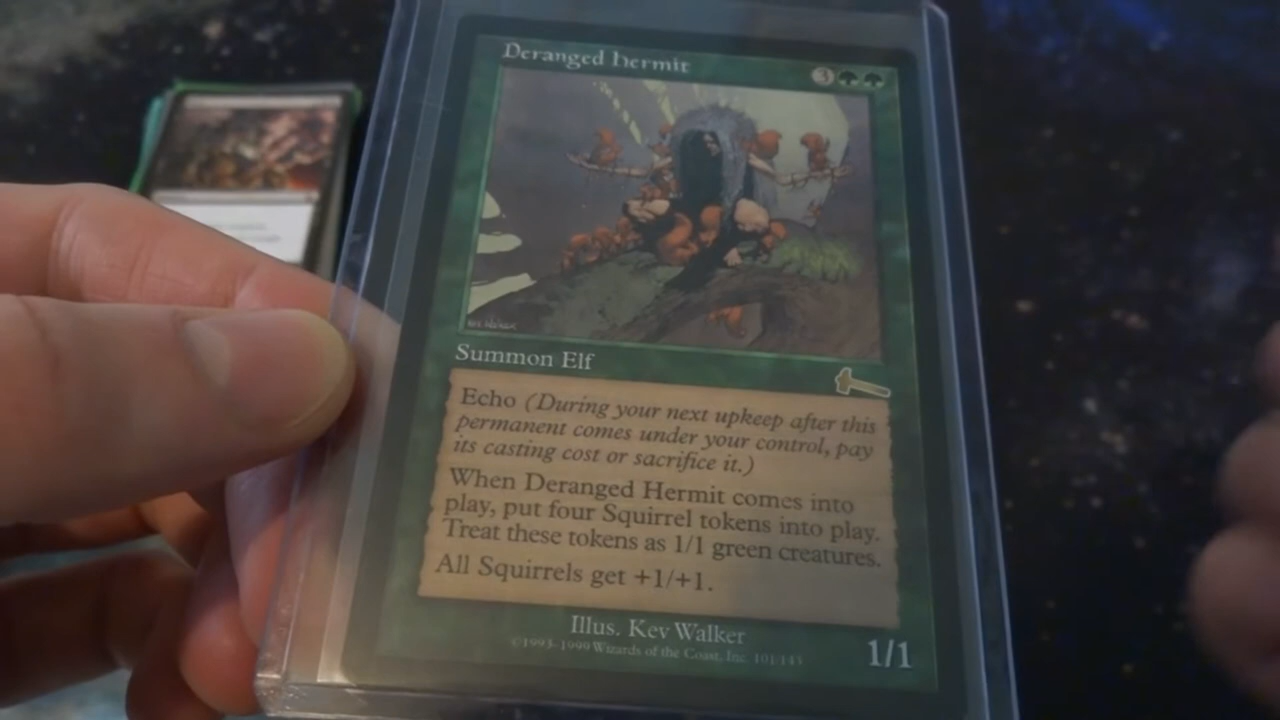 Deranged Hermit
3
Summon Elf
Echo (During your next upkeep after this
permanent comes under your control, pay
its casting cost or sacrifice it.)
When Deranged Hermit comes into
play, put four Squirrel tokens into play.
Treat these tokens as 1/1 green creatures.
All Squirrels get +1/+1.
Illus. Kev Walker
©1993-1999 Wizards of the Coast, Inc. 101/143
1/1